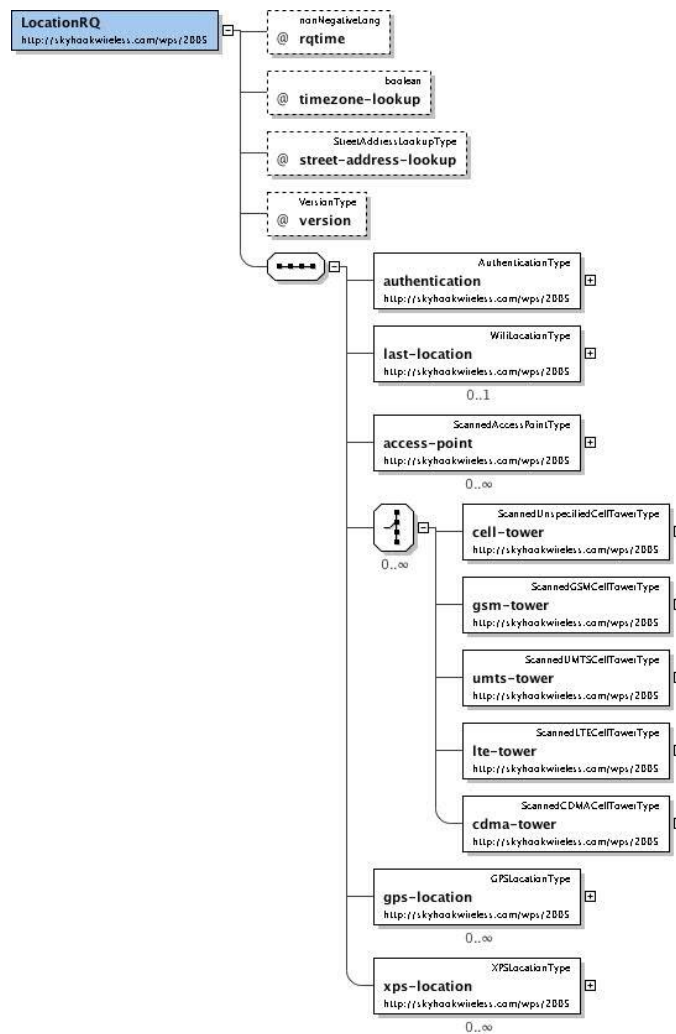 LocationRQ
http://skyhookwireless.com/wps/2005
nonNegativeLong
@ rqtime
boolean
@ timezone-lookup
StreetAddressLookupType
@ street-address-lookup
VersionType
@ version
AuthenticationType
authentication
http://skyhookwireless.com/wps/2005
WifiLocationType
last-location
http://skyhookwireless.com/wps/2005
0..1
ScannedAccessPointType
access-point
http://skyhookwireless.com/wps/2005
0..∞
0..∞
ScannedUnspecifiedCellTowerType
cell-tower
http://skyhookwireless.com/wps/2005
ScannedGSMCellTowerType
gsm-tower
http://skyhookwireless.com/wps/2005
ScannedUMTSCellTowerType
umts-tower
http://skyhookwireless.com/wps/2005
ScannedLTECellTowerType
lte-tower
http://skyhookwireless.com/wps/2005
ScannedCDMACellTowerType
cdma-tower
http://skyhookwireless.com/wps/2005
GPSLocationType
gps-location
http://skyhookwireless.com/wps/2005
0..∞
XPSLocationType
xps-location
http://skyhookwireless.com/wps/2005
0..∞